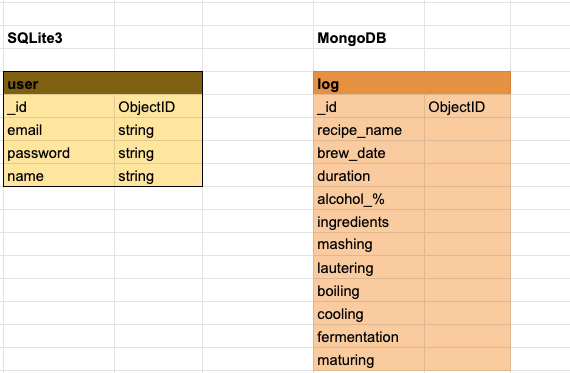 SQLite3 MongoDB
user log
_id ObjectID _id ObjectID
email string recipe_name
password string brew_date
name string duration
alcohol_%
ingredients
mashing
lautering
boiling
cooling
fermentation
maturing